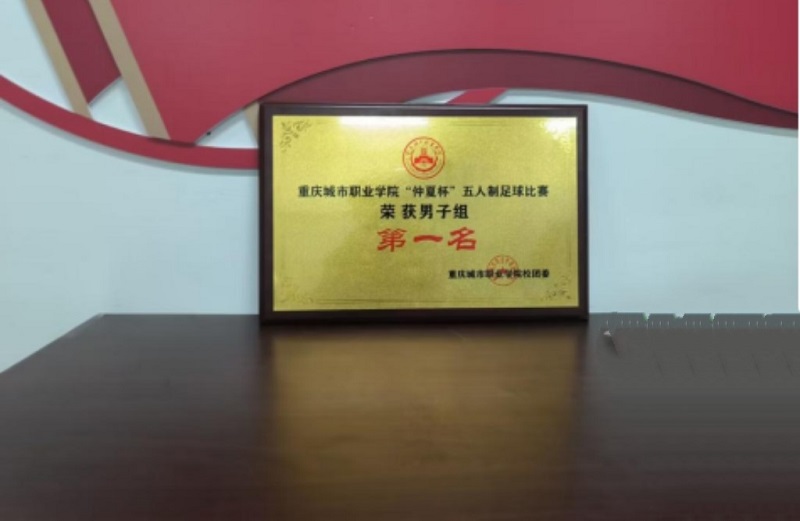 重庆城市职业学院“仲夏杯”五人制足球比赛
荣获男子组
第一名
重庆城市职业学院校团委